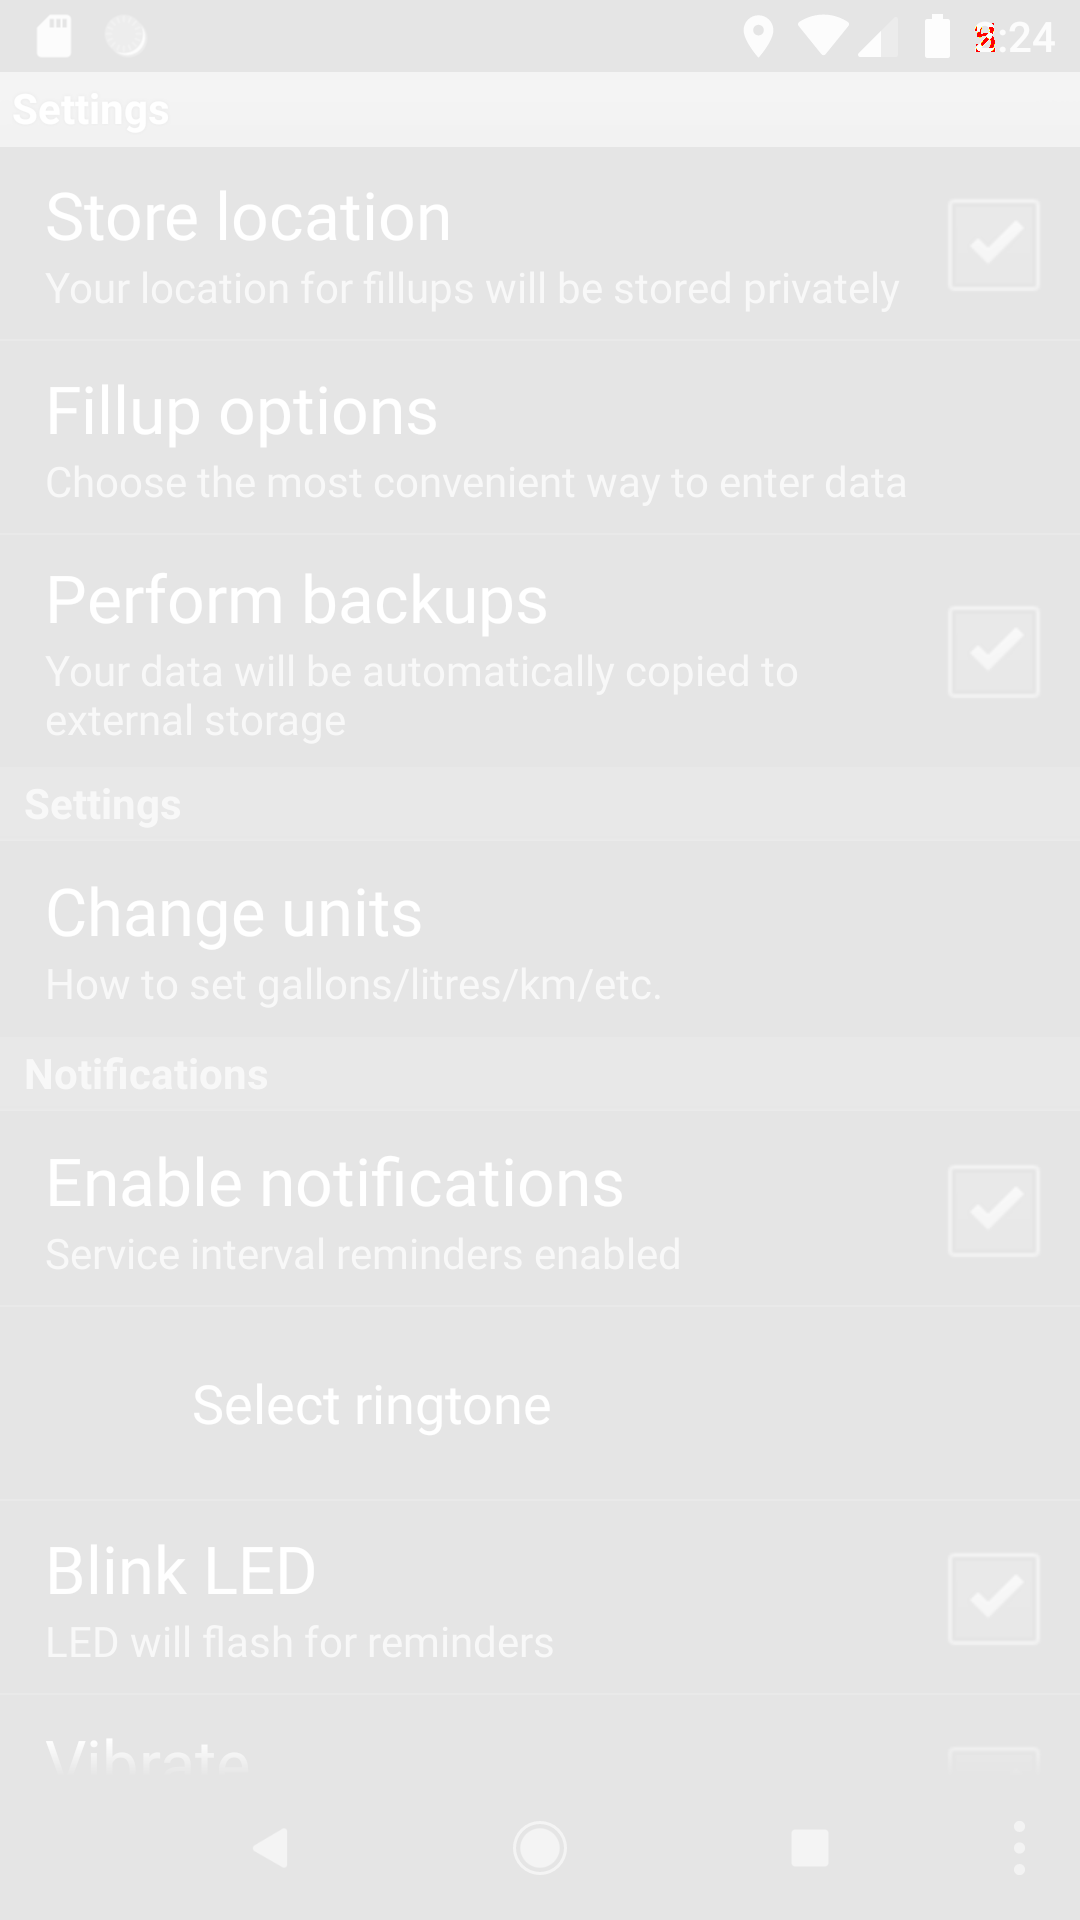 :24
Settings
Store location
Your location for fillups will be stored privately
Fillup options
Choose the most convenient way to enter data
Perform backups
Your data will be automatically copied to
external storage
Settings
Change units
How to set gallons/litres/km/etc.
Notifications
Enable notifications
Service interval reminders enabled
Select ringtone
Blink LED
LED will flash for reminders
Vibrate